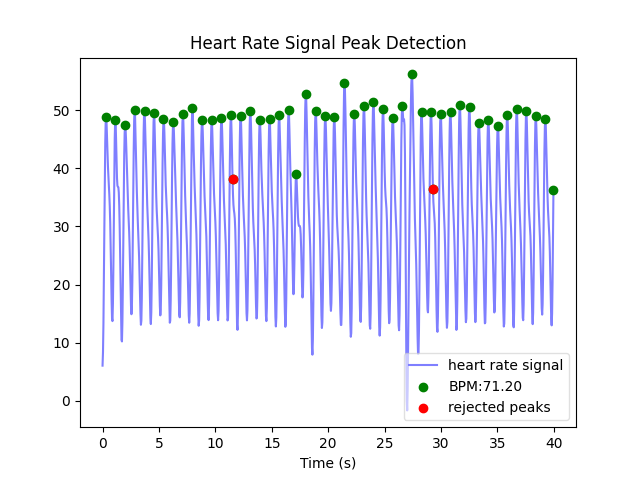 Heart Rate Signal Peak Detection
50
40
30
20
10
0
heart rate signal
BPM:71.20
rejected peaks
0 5 10 15 20 25 30 35 40
Time (s)